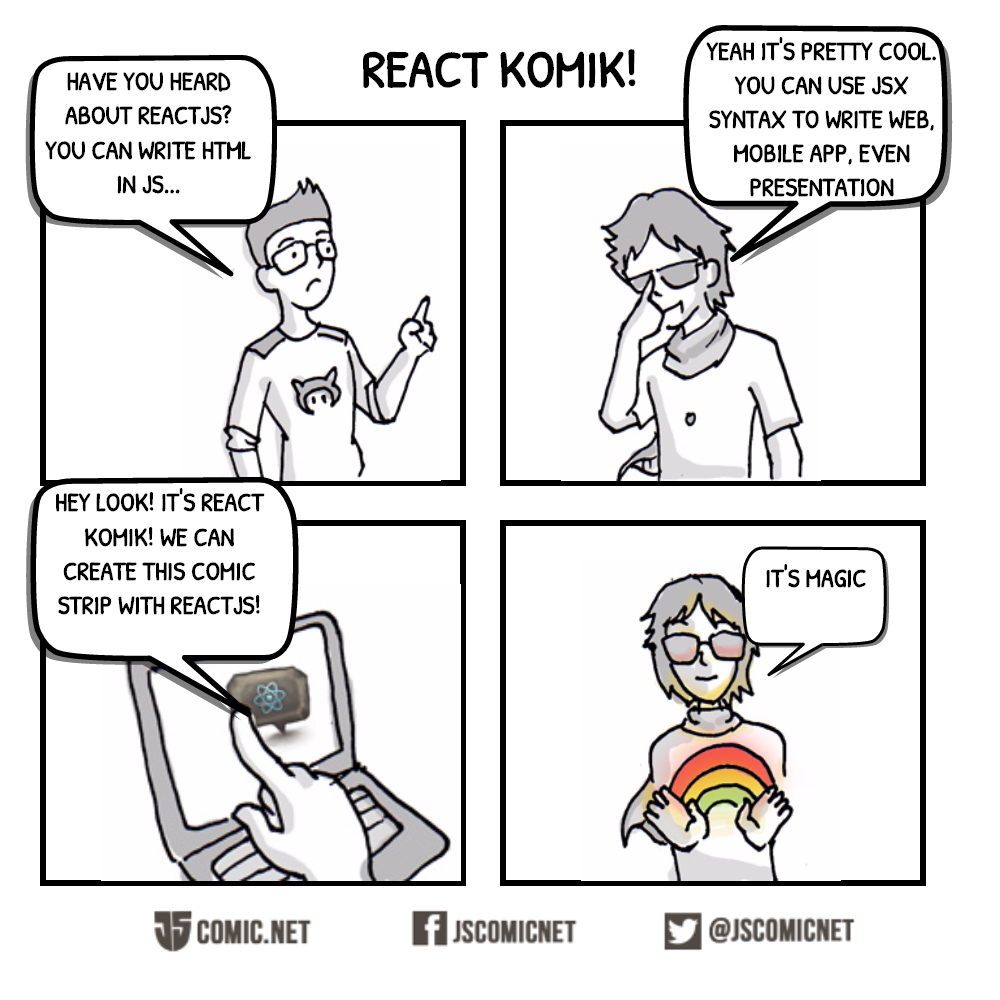 REACT KOMIK!
HAVE YOU HEARD
ABOUT REACTJS?
YOU CAN WRITE HTML
IN JS...
YEAH IT'S PRETTY COOL.
YOU CAN USE JSX
SYNTAX TO WRITE WEB,
MOBILE APP, EVEN
PRESENTATION
HEY LOOK! IT'S REACT
KOMIK! WE CAN
CREATE THIS COMIC
STRIP WITH REACTJS!
IT'S MAGIC
JS COMIC.NET
JSCOMICNET
@JSCOMICNET